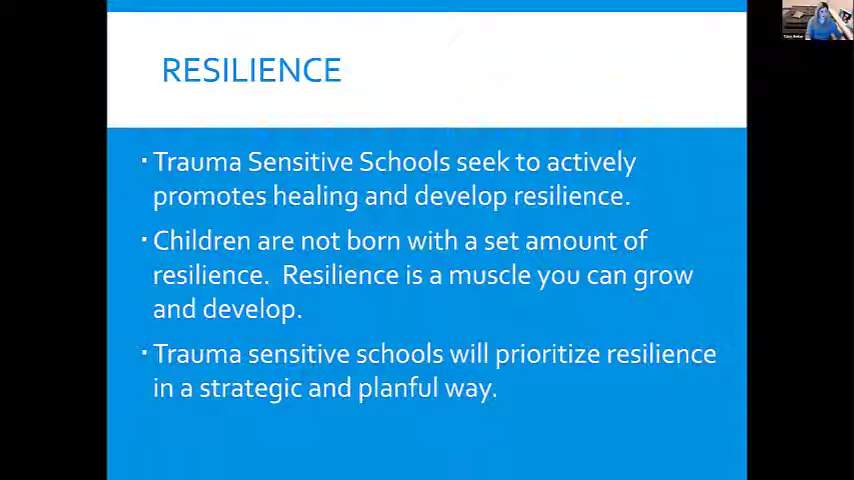 RESILIENCE
▪ Trauma Sensitive Schools seek to actively
promotes healing and develop resilience.
▪ Children are not born with a set amount of
resilience.  Resilience is a muscle you can grow
and develop.
▪ Trauma sensitive schools will prioritize resilience
in a strategic and planful way.